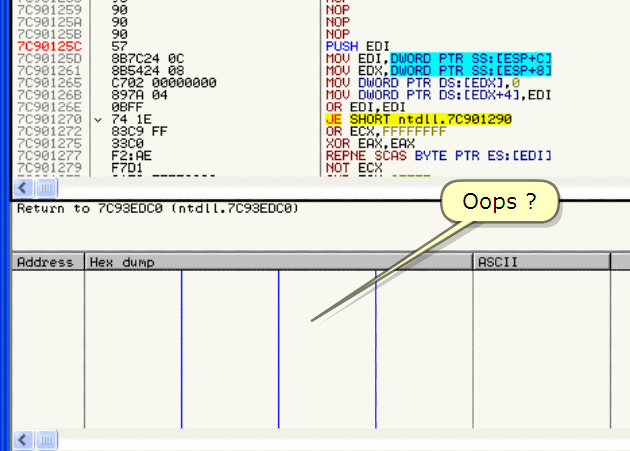 7C901259 90 NOP
7C90125A 90 NOP
7C90125B 90 NOP
7C90125C 57 PUSH EDI
7C90125D 8B7C24 0C MOV EDI,DWORD PTR SS:[ESP+C]
7C901261 8B5424 08 MOV EDX,DWORD PTR SS:[ESP+8]
7C901265 C702 00000000 MOV DWORD PTR DS:[EDX],0
7C90126B 897A 04 MOV DWORD PTR DS:[EDX+4],EDI
7C90126E 0BFF OR EDI,EDI
7C901270 74 1E JE SHORT ntdll.7C901290
7C901272 83C9 FF OR ECX,FFFFFFFF
7C901275 33C0 XOR EAX,EAX
7C901277 F2:AE REPNE SCAS BYTE PTR ES:[EDI]
7C901279 F7D1 NOT ECX
Return to 7C93EDC0 (ntdll.7C93EDC0)
Oops ?
Address Hex dump ASCII